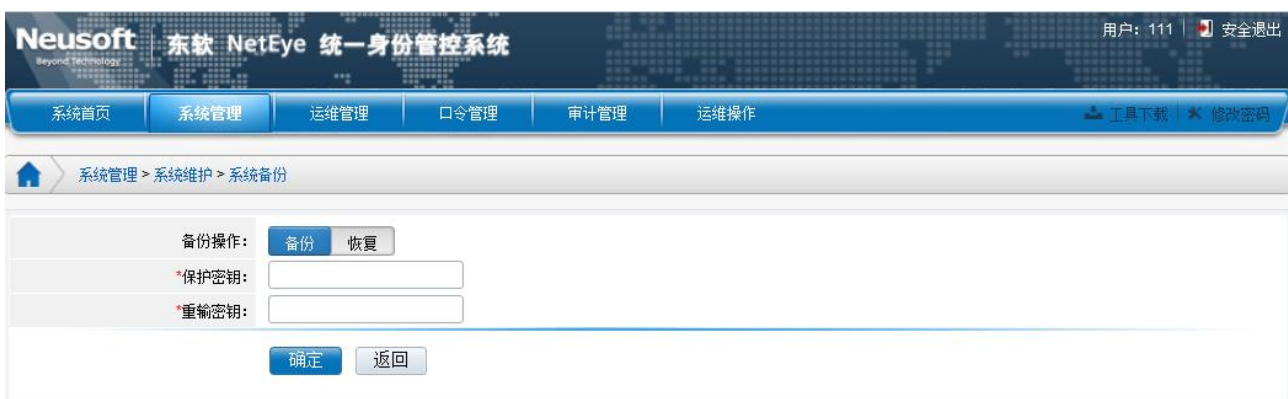 Neusoft 东软 NetEye 统一身份管控系统
Beyond Technology
用户：111 安全退出
系统首页 系统管理 运维管理 口令管理 审计管理 运维操作 工具下载 修改密码
系统管理 > 系统维护 > 系统备份
备份操作： 备份 恢复
*保护密钥：
*重输密钥：
确定 返回